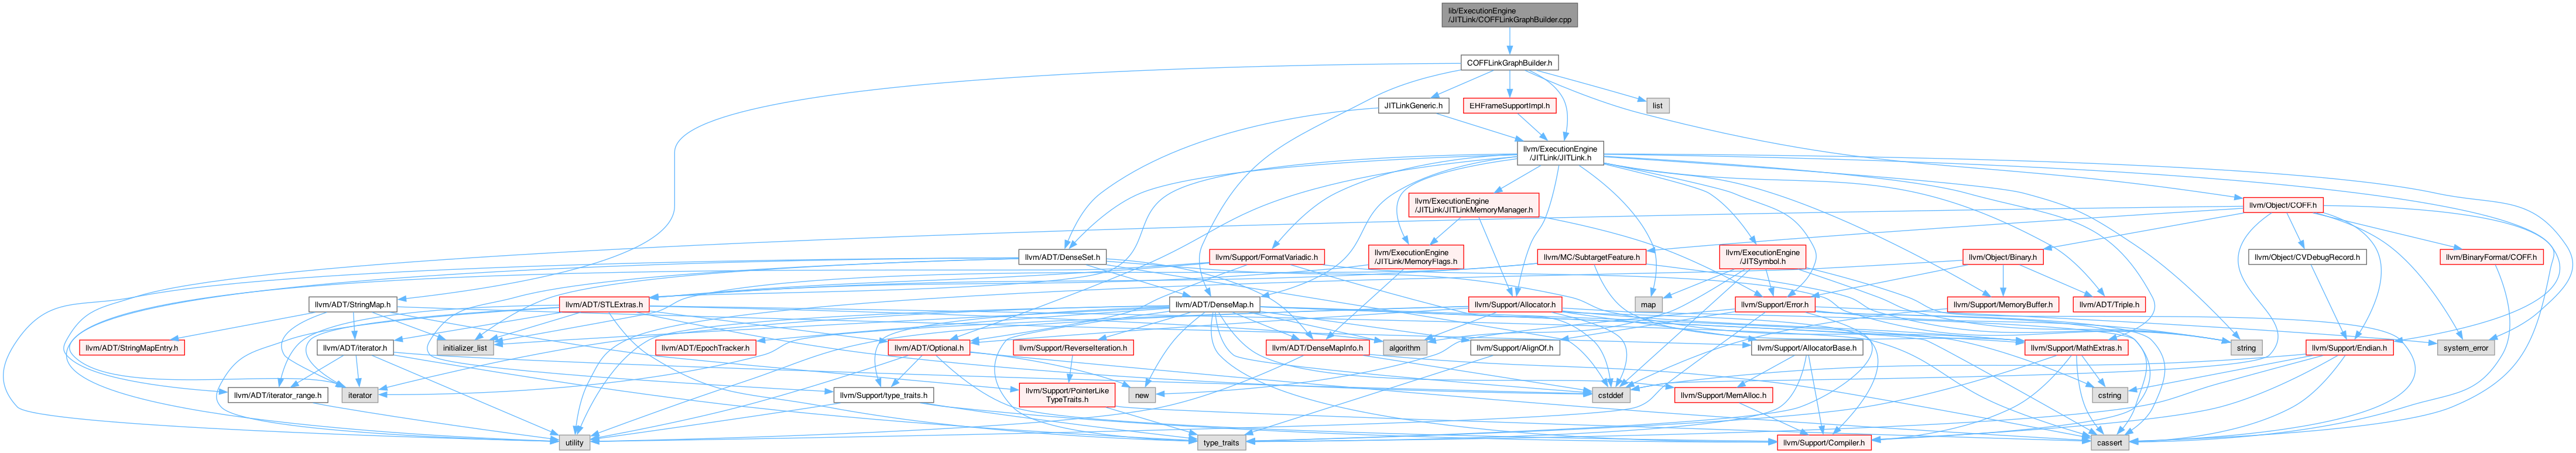 lib/ExecutionEngine
/JITLink/COFFLinkGraphBuilder.cpp
COFFLinkGraphBuilder.h
JITLinkGeneric.h
EHFrameSupportImpl.h
list
llvm/ExecutionEngine
/JITLink/JITLink.h
llvm/ExecutionEngine
/JITLink/JITLinkMemoryManager.h
llvm/Object/COFF.h
llvm/ADT/DenseSet.h
llvm/Support/FormatVariadic.h
llvm/ExecutionEngine
/JITLink/MemoryFlags.h
llvm/MC/SubtargetFeature.h
llvm/ExecutionEngine
/JITSymbol.h
llvm/Object/Binary.h
llvm/Object/CVDebugRecord.h
llvm/BinaryFormat/COFF.h
llvm/ADT/StringMap.h
llvm/ADT/STLExtras.h
llvm/ADT/DenseMap.h
llvm/Support/Allocator.h
map
llvm/Support/Error.h
llvm/Support/MemoryBuffer.h
llvm/ADT/Triple.h
llvm/ADT/StringMapEntry.h
llvm/ADT/iterator.h
initializer_list
llvm/ADT/EpochTracker.h
llvm/ADT/Optional.h
llvm/Support/ReverseIteration.h
llvm/ADT/DenseMapInfo.h
algorithm
llvm/Support/AlignOf.h
llvm/Support/AllocatorBase.h
llvm/Support/MathExtras.h
string
llvm/Support/Endian.h
system_error
llvm/ADT/iterator_range.h
iterator
llvm/Support/type_traits.h
new
llvm/Support/PointerLike
TypeTraits.h
cstddef
llvm/Support/MemAlloc.h
cstring
utility
type_traits
llvm/Support/Compiler.h
cassert